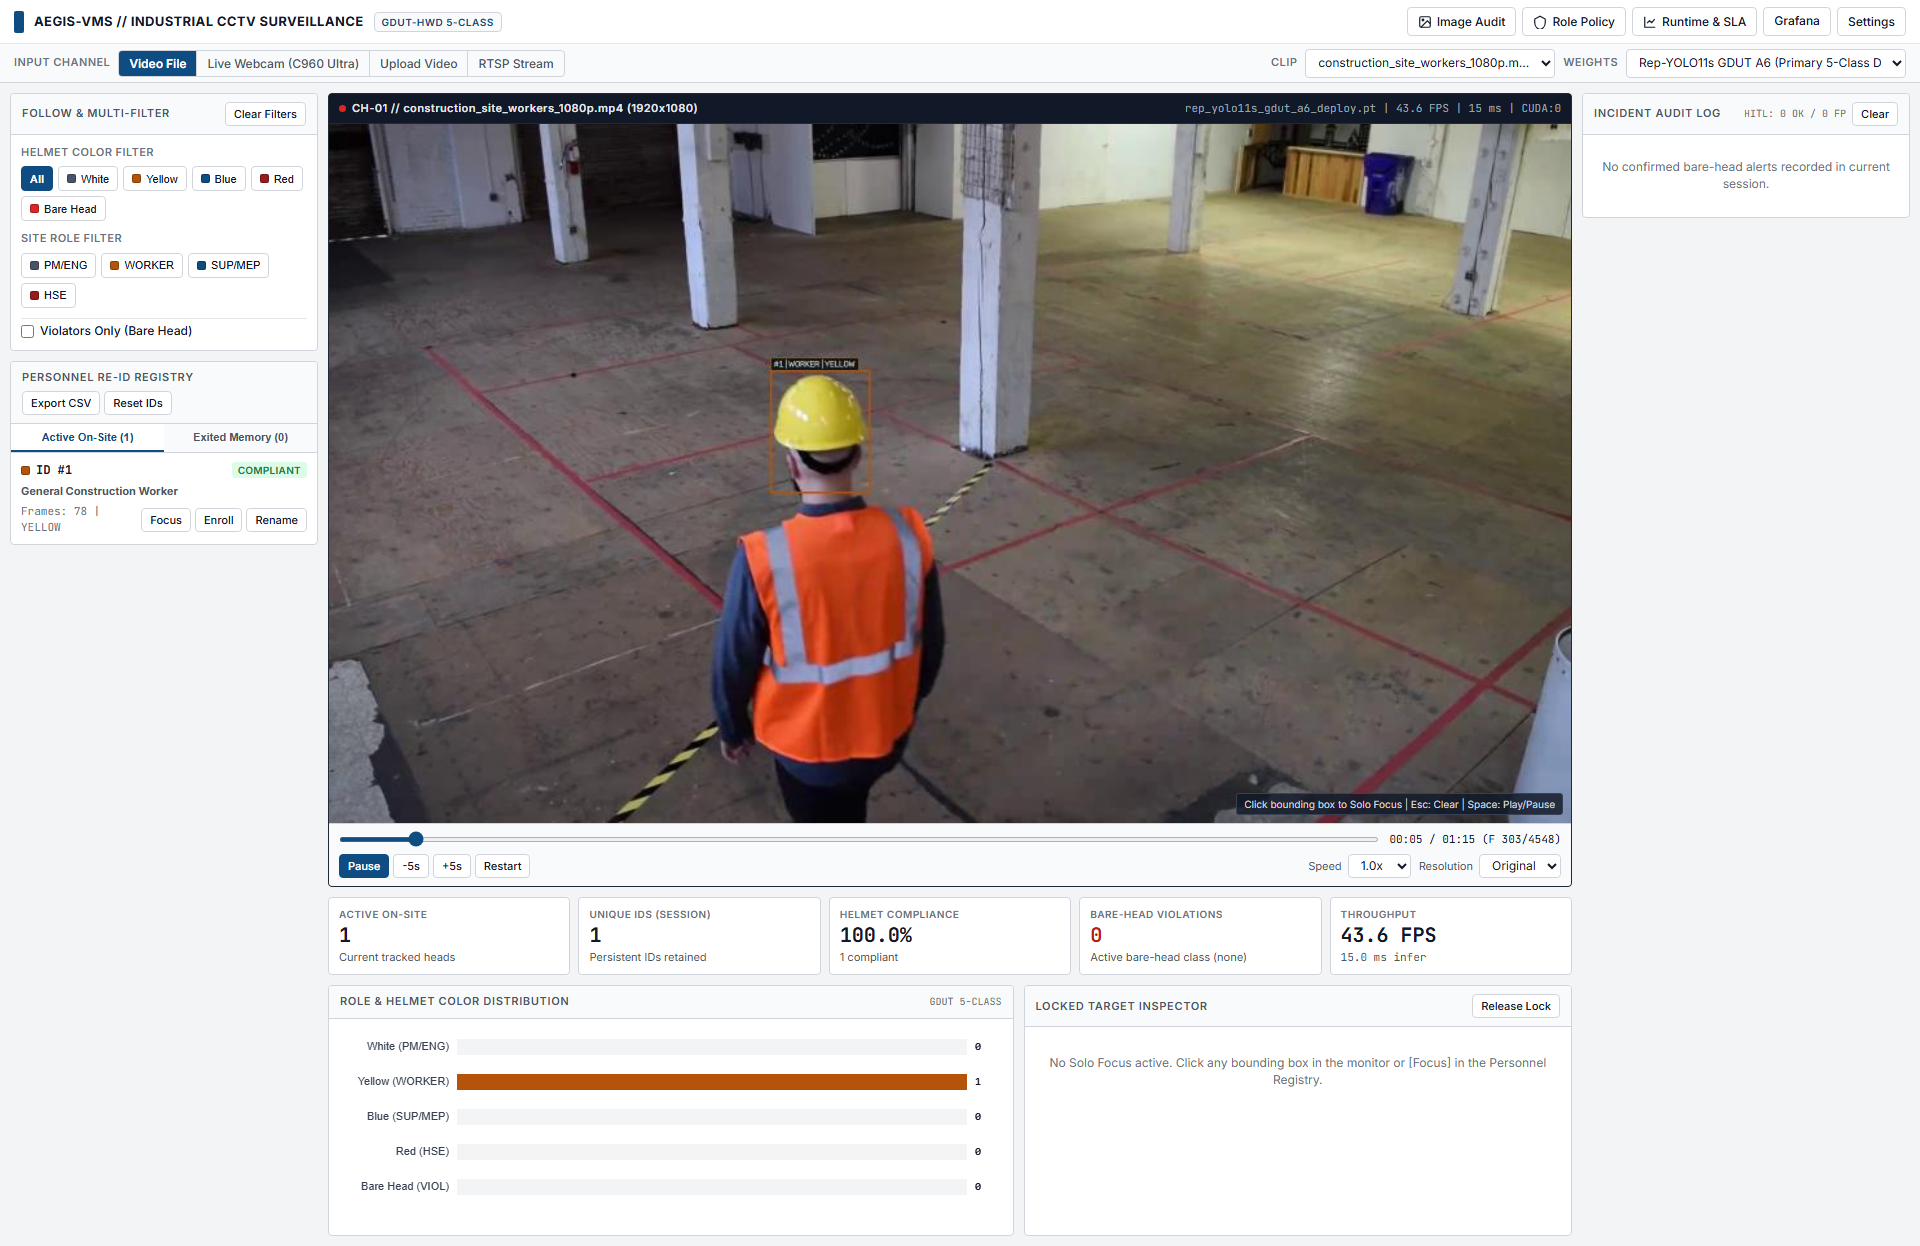 AEGIS-VMS // INDUSTRIAL CCTV SURVEILLANCE
GDUT-HWD 5-CLASS
Image Audit
Role Policy
Runtime & SLA
Grafana
Settings
INPUT CHANNEL
Video File
Live Webcam (C960 Ultra)
Upload Video
RTSP Stream
CLIP
construction_site_workers_1080p.m...
WEIGHTS
Rep-YOLO11s GDUT A6 (Primary 5-Class D
FOLLOW & MULTI-FILTER
Clear Filters
HELMET COLOR FILTER
All
White
Yellow
Blue
Red
Bare Head
SITE ROLE FILTER
PM/ENG
WORKER
SUP/MEP
HSE
Violators Only (Bare Head)
PERSONNEL RE-ID REGISTRY
Export CSV
Reset IDs
Active On-Site (1)
Exited Memory (0)
ID #1
COMPLIANT
General Construction Worker
Frames: 78 |
YELLOW
Focus
Enroll
Rename
CH-01 // construction_site_workers_1080p.mp4 (1920x1080)
rep_yolo11s_gdut_a6_deploy.pt | 43.6 FPS | 15 ms | CUDA:0
#1|WORKER|YELLOW
Click bounding box to Solo Focus | Esc: Clear | Space: Play/Pause
00:05 / 01:15 (F 303/4548)
Pause
-5s
+5s
Restart
Speed
1.0x
Resolution
Original
ACTIVE ON-SITE
1
Current tracked heads
UNIQUE IDS (SESSION)
1
Persistent IDs retained
HELMET COMPLIANCE
100.0%
1 compliant
BARE-HEAD VIOLATIONS
0
Active bare-head class (none)
THROUGHPUT
43.6 FPS
15.0 ms infer
ROLE & HELMET COLOR DISTRIBUTION
GDUT 5-CLASS
White (PM/ENG) 0
Yellow (WORKER) 1
Blue (SUP/MEP) 0
Red (HSE) 0
Bare Head (VIOL) 0
LOCKED TARGET INSPECTOR
Release Lock
No Solo Focus active. Click any bounding box in the monitor or [Focus] in the Personnel
Registry.
INCIDENT AUDIT LOG
HITL: 0 OK / 0 FP
Clear
No confirmed bare-head alerts recorded in current
session.